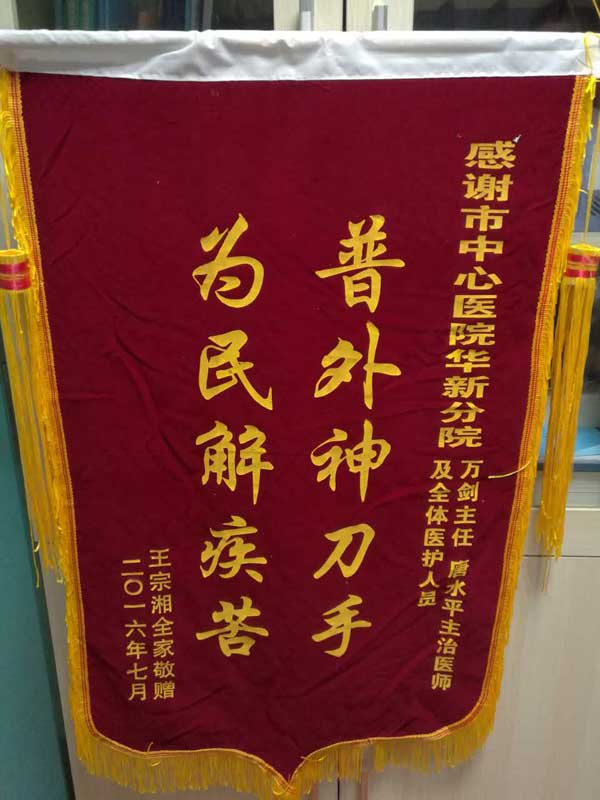 感谢市中心医院华新分院
万剑主任 唐水平主治医师
及全体医护人员
普外神刀手
为民解疾苦
王宗湘全家敬赠
二〇一六年七月